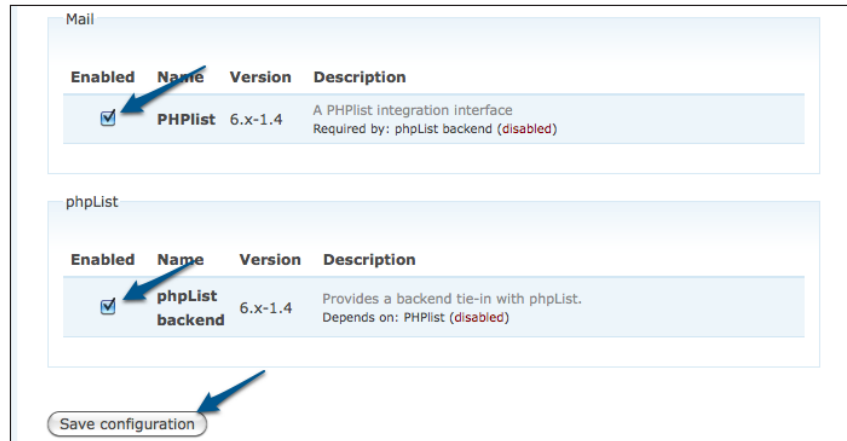 Mail
Enabled Name Version Description
PHPlist 6.x-1.4 A PHPlist integration interface
Required by: phpList backend (disabled)
phpList
Enabled Name Version Description
phpList backend 6.x-1.4 Provides a backend tie-in with phpList.
Depends on: PHPlist (disabled)
Save configuration